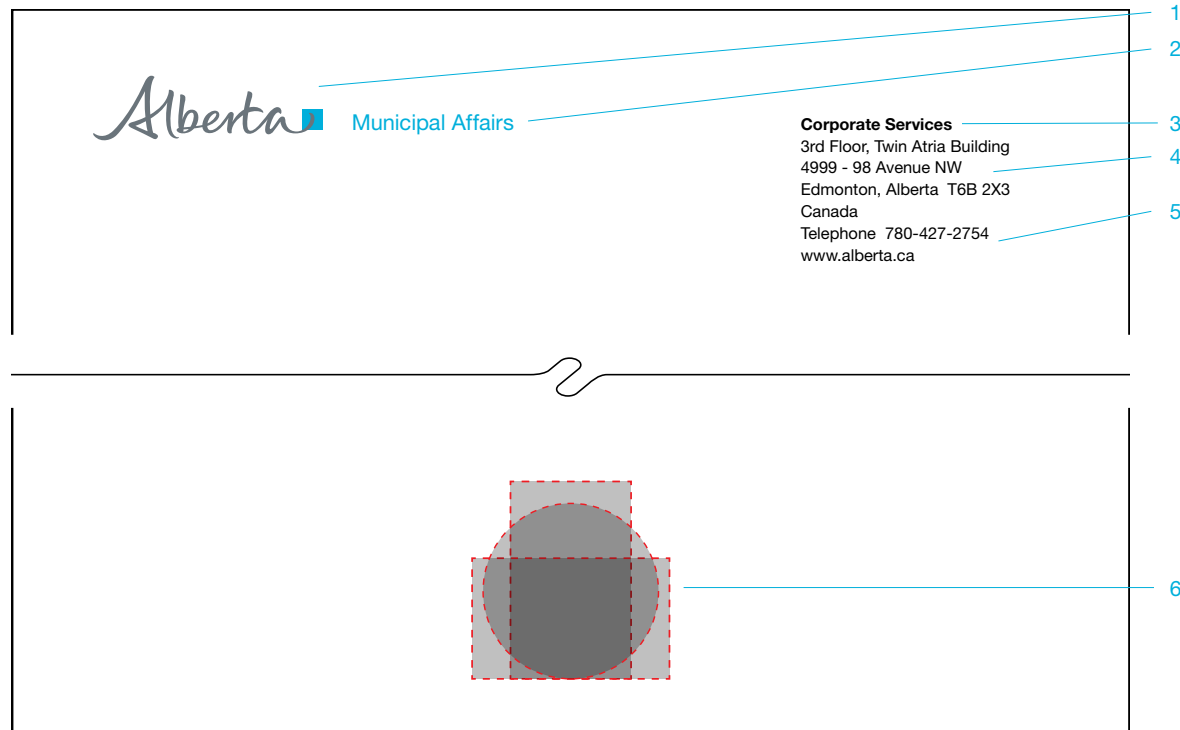 1
2
Alberta
Municipal Affairs
Corporate Services
3
3rd Floor, Twin Atria Building
4999 - 98 Avenue NW
4
Edmonton, Alberta  T6B 2X3
Canada
5
Telephone  780-427-2754
www.alberta.ca
6